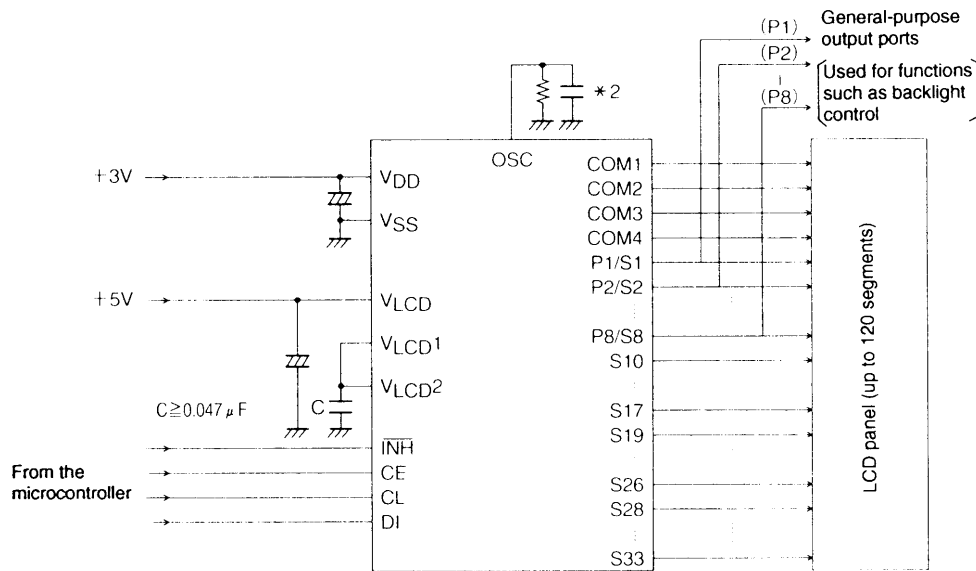 (P1)
General-purpose
output ports
(P2)
(P8)
Used for functions
such as backlight
control
*2
OSC
+3V
VDD
VSS
+5V
VLCD
VLCD1
VLCD2
C
C≧0.047 μF
From the
microcontroller
INH
CE
CL
DI
COM1
COM2
COM3
COM4
P1/S1
P2/S2
P8/S8
S10
S17
S19
S26
S28
S33
LCD panel (up to 120 segments)